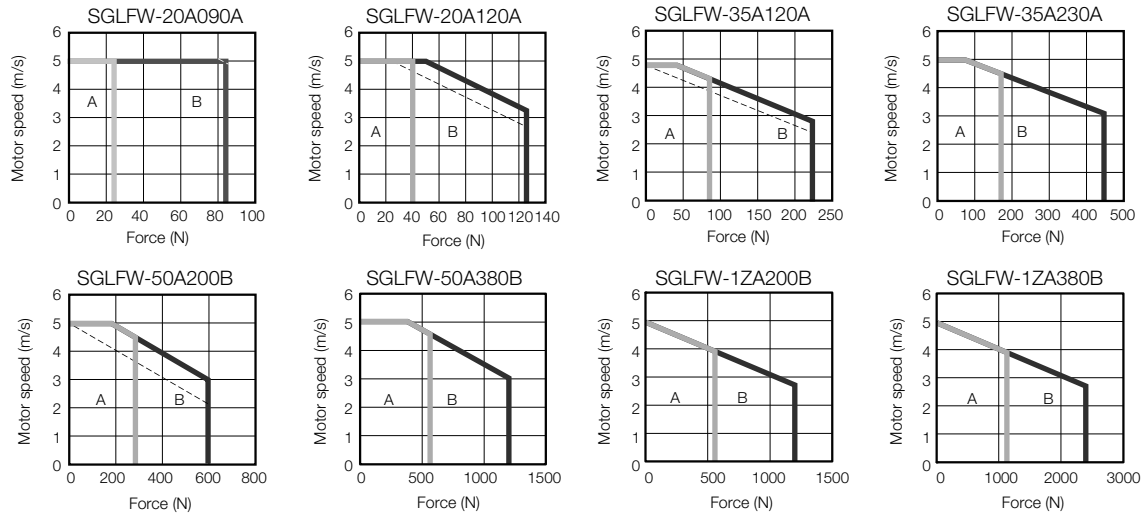 SGLFW-20A090A
SGLFW-20A120A
SGLFW-35A120A
SGLFW-35A230A
6
5
4
3
2
1
0
Motor speed (m/s)
A
B
0 20 40 60 80 100
Force (N)
6
5
4
3
2
1
0
Motor speed (m/s)
A
B
0 20 40 60 80 100 120 140
Force (N)
6
5
4
3
2
1
0
Motor speed (m/s)
A
B
0 50 100 150 200 250
Force (N)
6
5
4
3
2
1
0
Motor speed (m/s)
A
B
0 100 200 300 400 500
Force (N)
SGLFW-50A200B
SGLFW-50A380B
SGLFW-1ZA200B
SGLFW-1ZA380B
6
5
4
3
2
1
0
Motor speed (m/s)
A
B
0 200 400 600 800
Force (N)
6
5
4
3
2
1
0
Motor speed (m/s)
A
B
0 500 1000 1500
Force (N)
6
5
4
3
2
1
0
Motor speed (m/s)
A
B
0 500 1000 1500
Force (N)
6
5
4
3
2
1
0
Motor speed (m/s)
A
B
0 1000 2000 3000
Force (N)